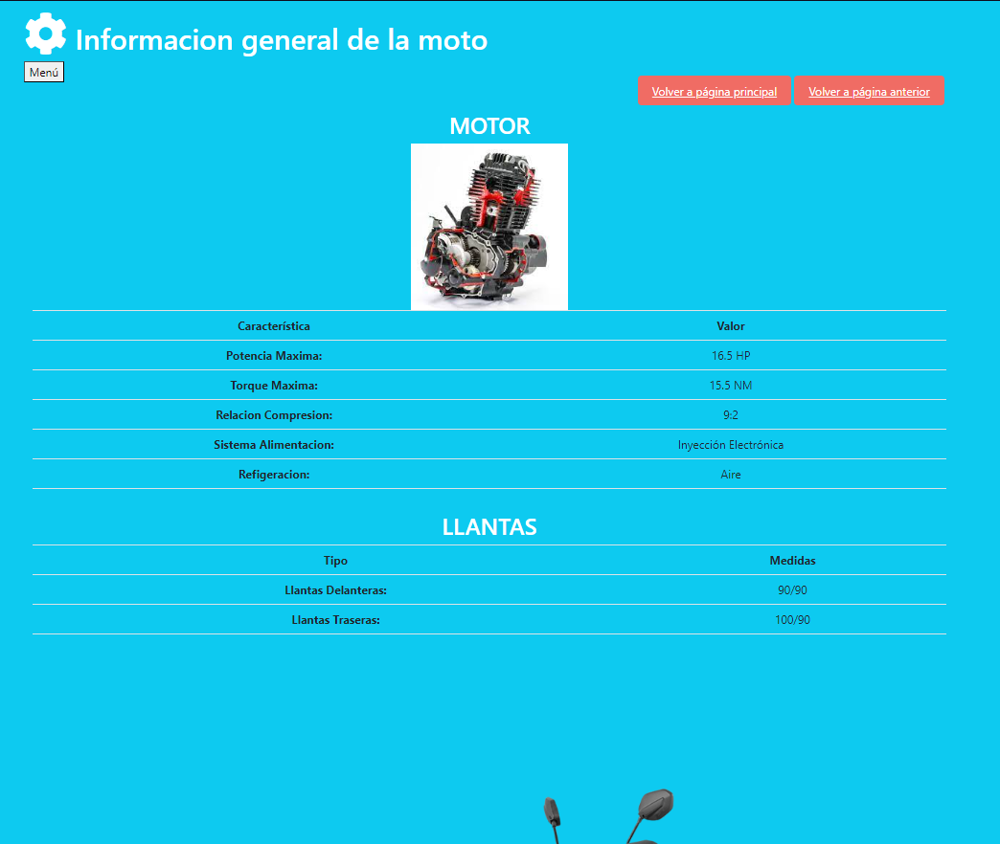 Informacion general de la moto
Menú
Volver a página principal Volver a página anterior
MOTOR
Característica Valor
Potencia Maxima: 16.5 HP
Torque Maxima: 15.5 NM
Relacion Compresion: 9:2
Sistema Alimentacion: Inyección Electrónica
Refigeracion: Aire
LLANTAS
Tipo Medidas
Llantas Delanteras: 90/90
Llantas Traseras: 100/90